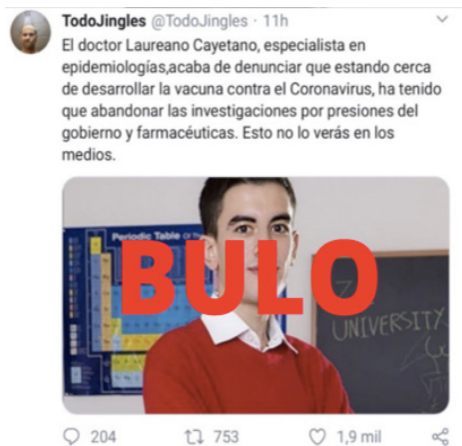 TodoJingles @TodoJingles · 11h
El doctor Laureano Cayetano, especialista en
epidemiologías,acaba de denunciar que estando cerca
de desarrollar la vacuna contra el Coronavirus, ha tenido
que abandonar las investigaciones por presiones del
gobierno y farmacéuticas. Esto no lo verás en los
medios.
Periodic Table
BULO
UNIVERSITY
204 753 1,9 mil